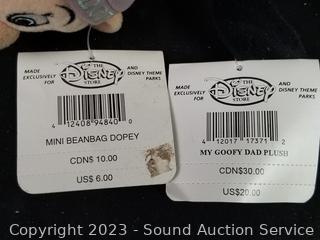 MADE EXCLUSIVELY FOR
THE
DISNEY
STORE
AND DISNEY THEME PARKS
4 12408 94840 0
MINI BEANBAG DOPEY
CDN$ 10.00
US$ 6.00
MADE EXCLUSIVELY FOR
THE
DISNEY
STORE
AND DISNEY THEME PARKS
4 12017 17371 2
MY GOOFY DAD PLUSH
CDN$30.00
US$20.00
Copyright 2023 - Sound Auction Service